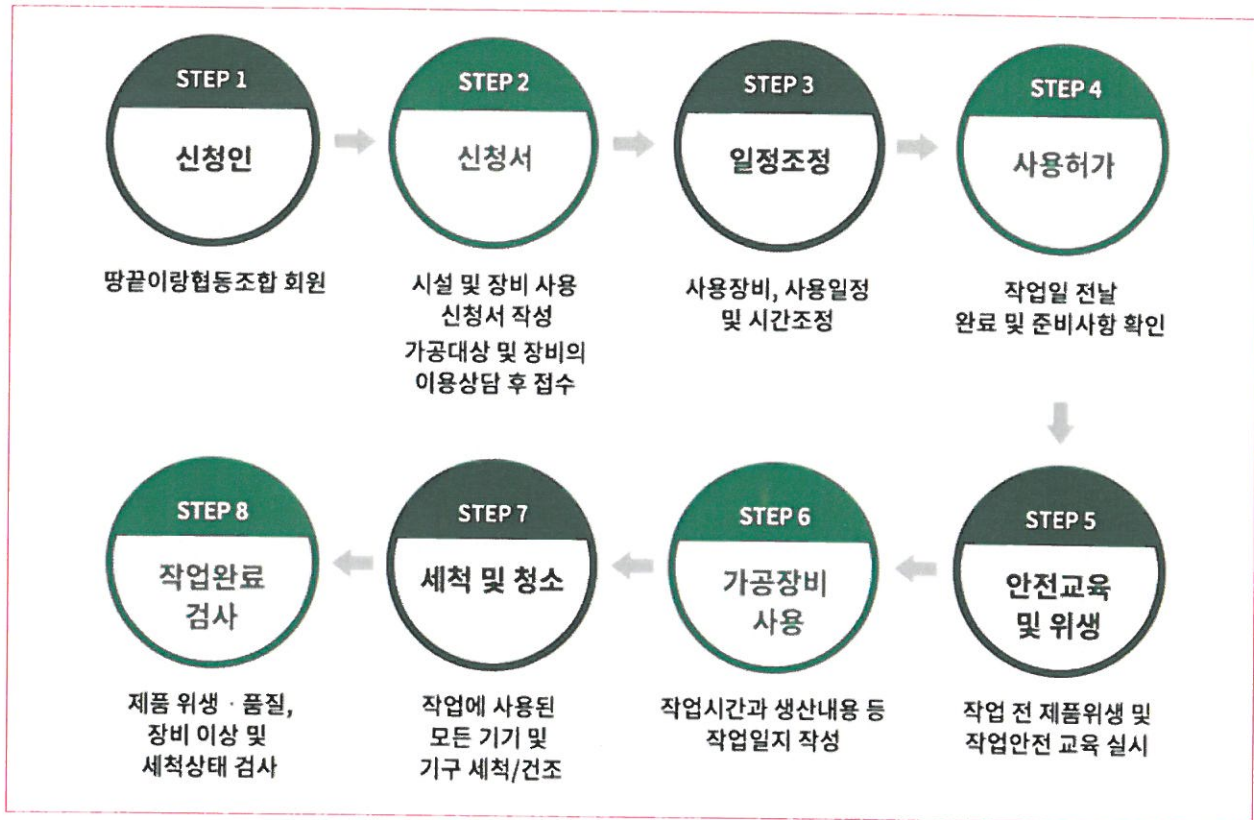 STEP 1
신청인
땅끝이랑협동조합 회원
STEP 2
신청서
시설 및 장비 사용
신청서 작성
가공대상 및 장비의
이용상담 후 접수
STEP 3
일정조정
사용장비, 사용일정
및 시간조정
STEP 4
사용허가
작업일 전날
완료 및 준비사항 확인
STEP 5
안전교육
및 위생
작업 전 제품위생 및
작업안전 교육 실시
STEP 6
가공장비
사용
작업시간과 생산내용 등
작업일지 작성
STEP 7
세척 및 청소
작업에 사용된
모든 기기 및
기구 세척/건조
STEP 8
작업완료
검사
제품 위생 · 품질,
장비 이상 및
세척상태 검사